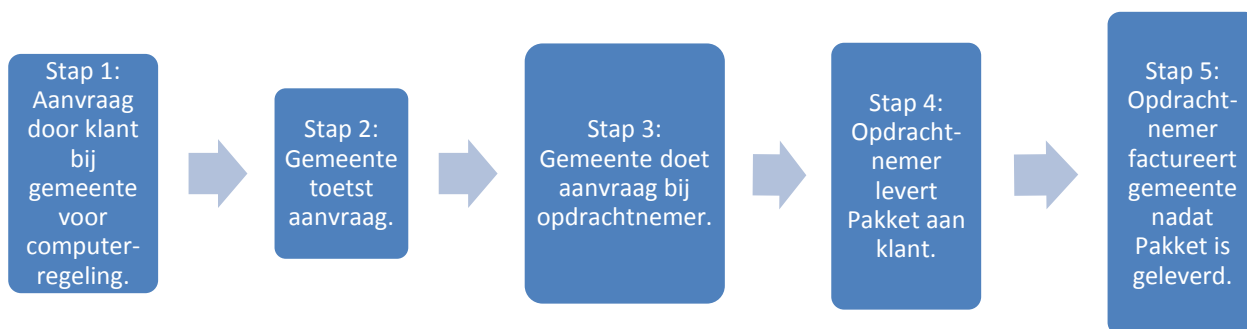 Stap 1:
Aanvraag
door klant
bij
gemeente
voor
computer-
regeling.
Stap 2:
Gemeente
toetst
aanvraag.
Stap 3:
Gemeente doet
aanvraag bij
opdrachtnemer.
Stap 4:
Opdracht-
nemer
levert
Pakket aan
klant.
Stap 5:
Opdracht-
nemer
factureert
gemeente
nadat
Pakket is
geleverd.